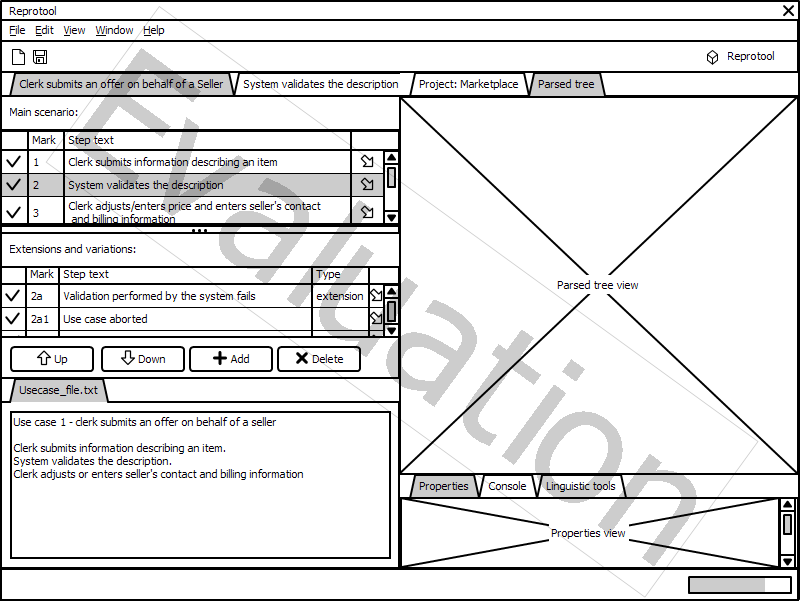 Reprotool
File Edit View Window Help
Reprotool
Clerk submits an offer on behalf of a Seller
System validates the description
Project: Marketplace
Parsed tree
Main scenario:
Mark Step text
1 Clerk submits information describing an item
2 System validates the description
3 Clerk adjusts/enters price and enters seller's contact
and billing information
Extensions and variations:
Mark Step text Type
2a Validation performed by the system fails extension
2a1 Use case aborted
Up Down Add Delete
Usecase_file.txt
Use case 1 - clerk submits an offer on behalf of a seller
Clerk submits information describing an item.
System validates the description.
Clerk adjusts or enters seller's contact and billing information
Parsed tree view
Properties Console Linguistic tools
Properties view
Evaluation